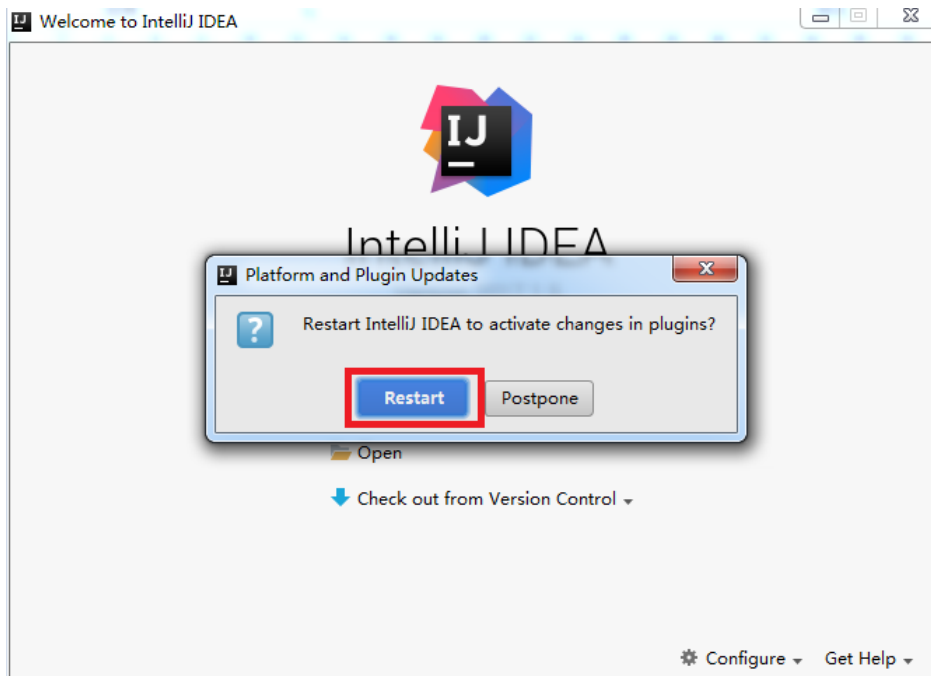 Welcome to IntelliJ IDEA
IJ
IntelliJ IDEA
Platform and Plugin Updates
Restart IntelliJ IDEA to activate changes in plugins?
Restart Postpone
Open
Check out from Version Control
Configure Get Help